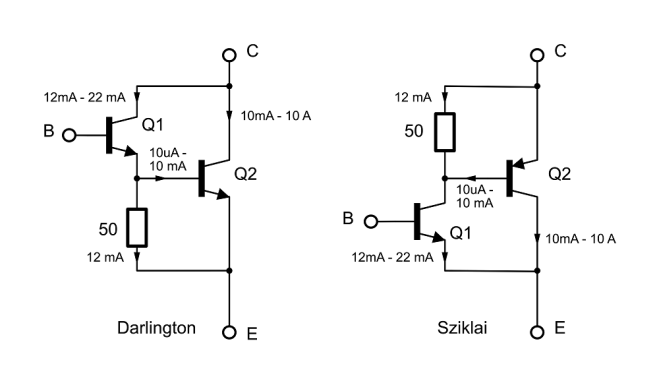 C
12mA - 22 mA
10mA - 10 A
B
Q1
10uA -
10 mA
Q2
50
12 mA
Darlington
E
C
12 mA
50
Q2
10uA -
10 mA
B
Q1
10mA - 10 A
12mA - 22 mA
Sziklai
E